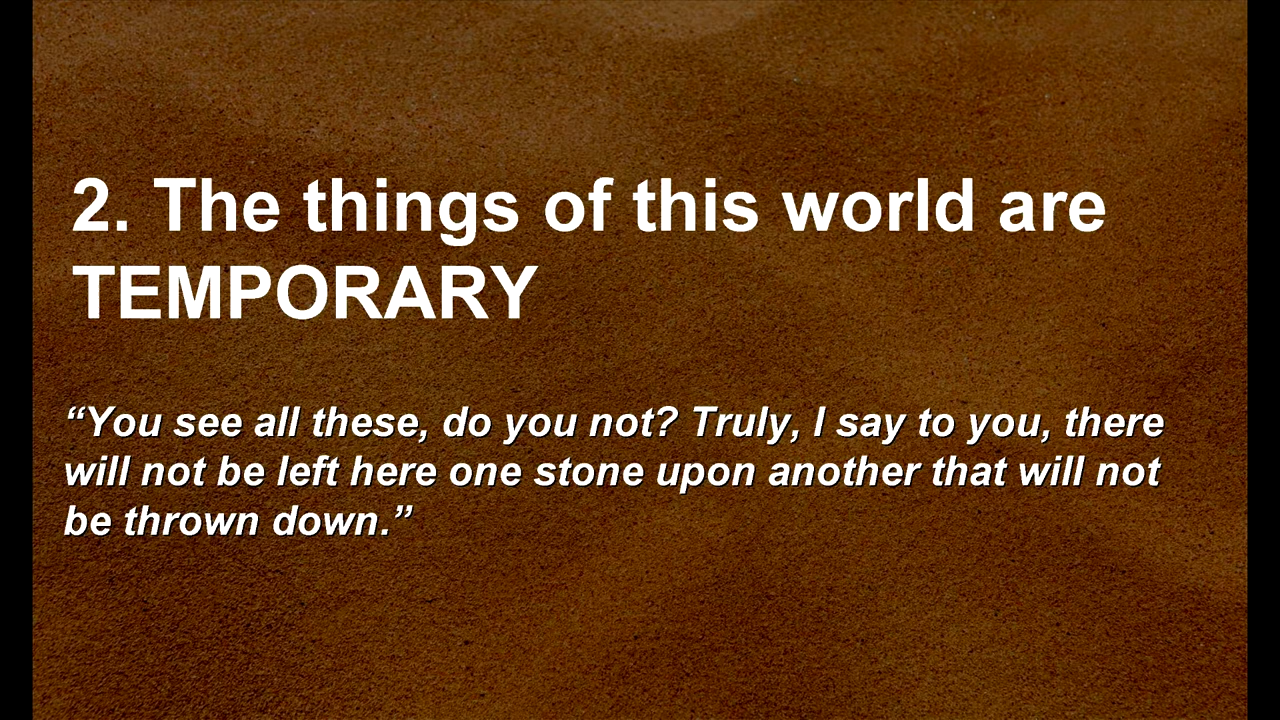 2. The things of this world are
TEMPORARY
“You see all these, do you not? Truly, I say to you, there
will not be left here one stone upon another that will not
be thrown down.”